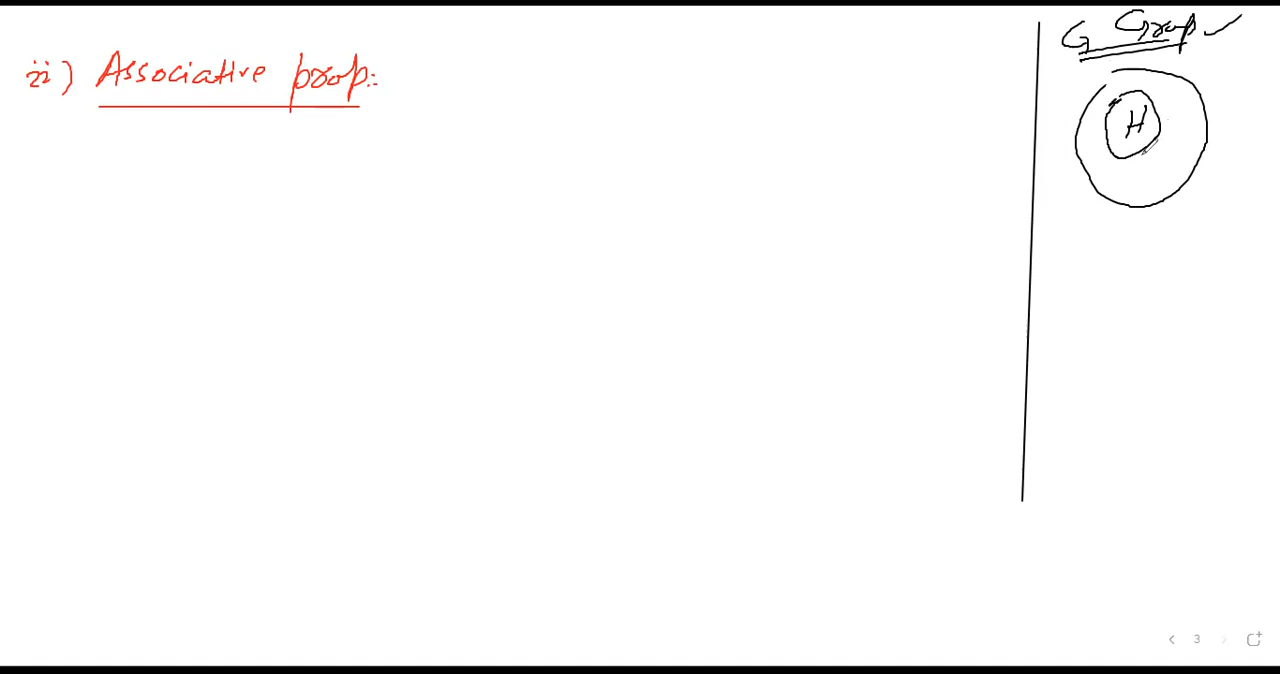 ii) Associative prop:
G Group ✓
H
3